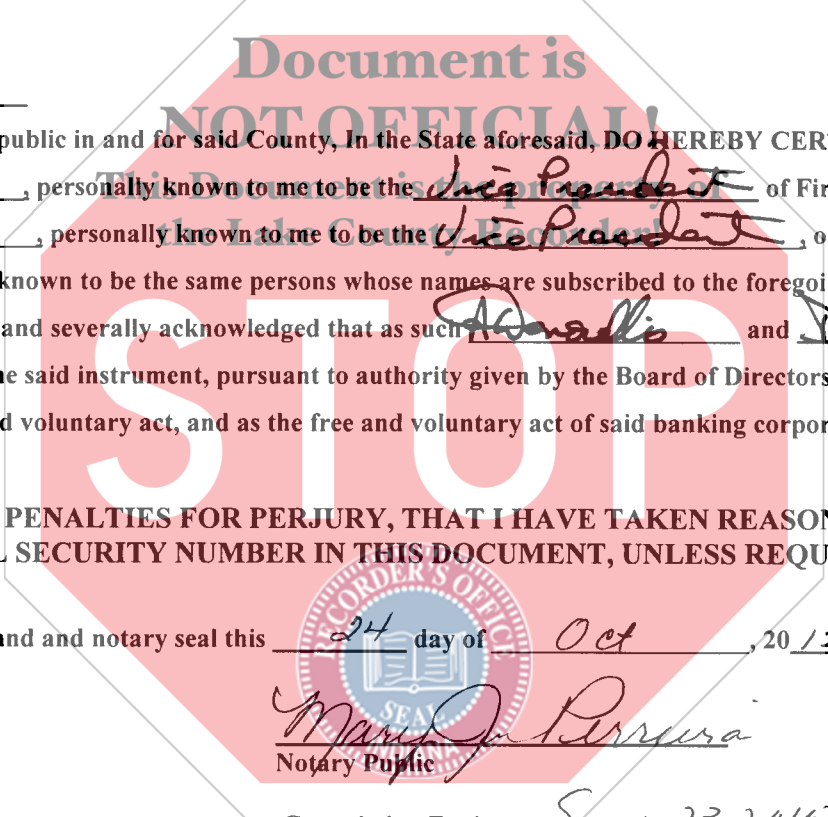 Document is
NOT OFFICIAL!
This Document is the property of
the Lake County Recorder!
STOP
public in and for said County, In the State aforesaid, DO HEREBY CER
, personally known to me to be the Vice President of Fir
, personally known to me to be the Vice President, o
known to be the same persons whose names are subscribed to the foregoi
and severally acknowledged that as such and
e said instrument, pursuant to authority given by the Board of Directors
d voluntary act, and as the free and voluntary act of said banking corpor
PENALTIES FOR PERJURY, THAT I HAVE TAKEN REASON
L SECURITY NUMBER IN THIS DOCUMENT, UNLESS REQU
and and notary seal this 24 day of Oct, 20
RECORDER'S OFFICE
SEAL
INDIANA
Mary Perreira
Notary Public